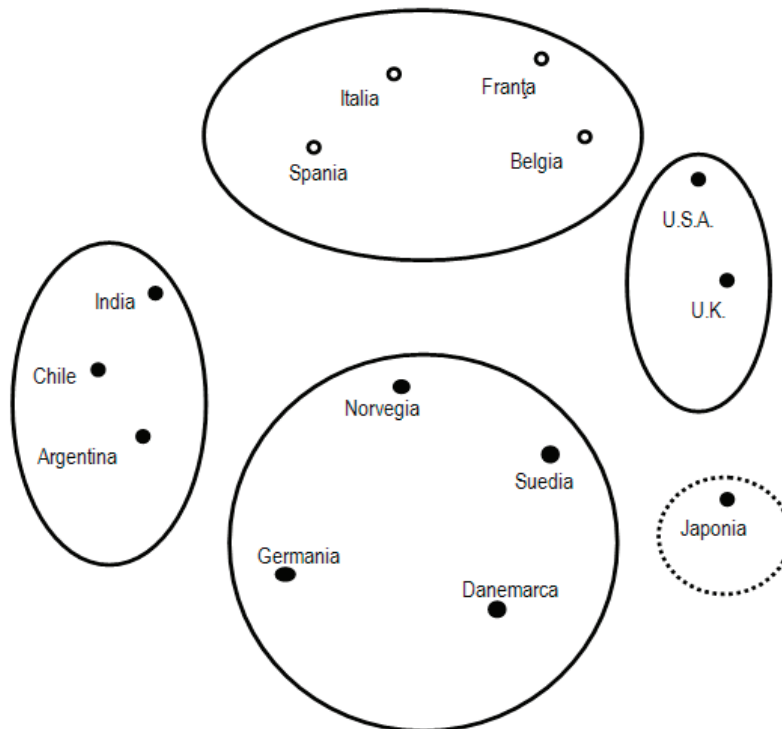 Italia
Franţa
Spania
Belgia
U.S.A.
U.K.
India
Chile
Argentina
Norvegia
Suedia
Germania
Danemarca
Japonia